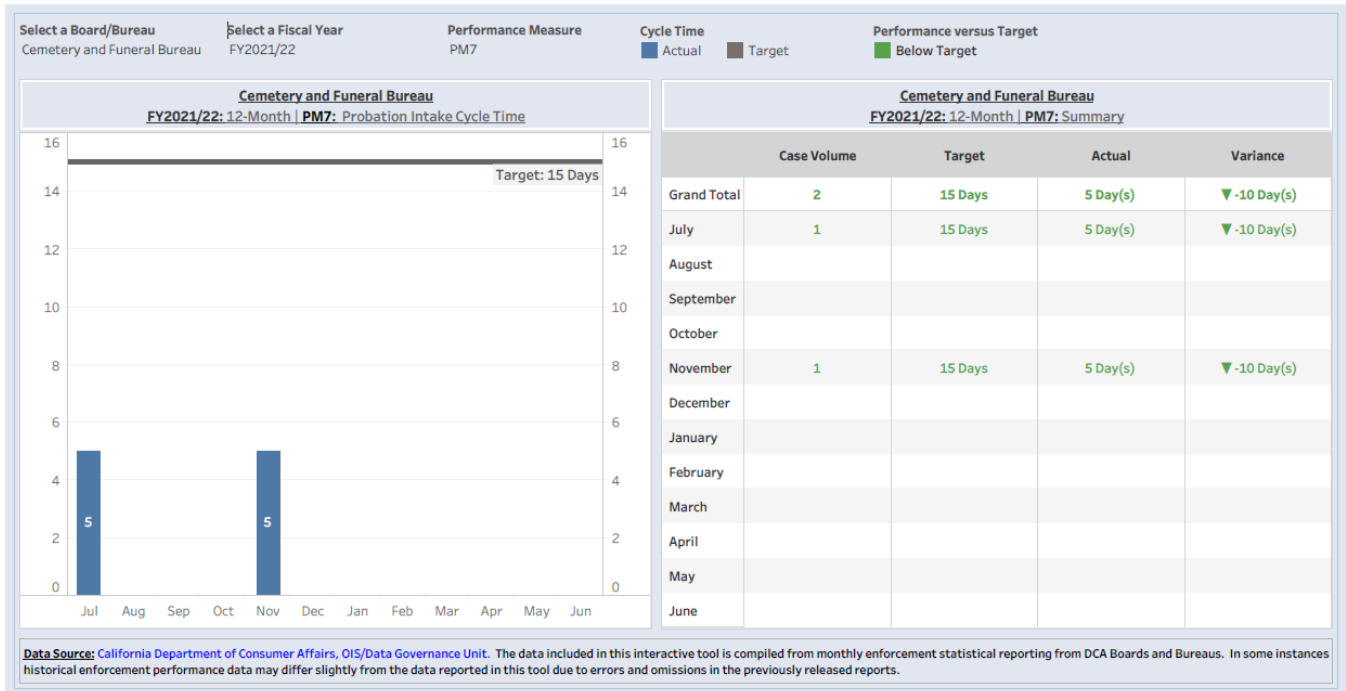 Select a Board/Bureau Select a Fiscal Year Performance Measure Cycle Time Performance versus Target
Cemetery and Funeral Bureau FY2021/22 PM7 Actual Target Below Target
Cemetery and Funeral Bureau
FY2021/22: 12-Month | PM7: Probation Intake Cycle Time
16 16
Target: 15 Days
14 14
12 12
10 10
8 8
6 6
4 4
5 5
2 2
0 0
Jul Aug Sep Oct Nov Dec Jan Feb Mar Apr May Jun
Cemetery and Funeral Bureau
FY2021/22: 12-Month | PM7: Summary
Case Volume Target Actual Variance
Grand Total 2 15 Days 5 Day(s) ▼-10 Day(s)
July 1 15 Days 5 Day(s) ▼-10 Day(s)
August
September
October
November 1 15 Days 5 Day(s) ▼-10 Day(s)
December
January
February
March
April
May
June
Data Source: California Department of Consumer Affairs, OIS/Data Governance Unit. The data included in this interactive tool is compiled from monthly enforcement statistical reporting from DCA Boards and Bureaus. In some instances
historical enforcement performance data may differ slightly from the data reported in this tool due to errors and omissions in the previously released reports.